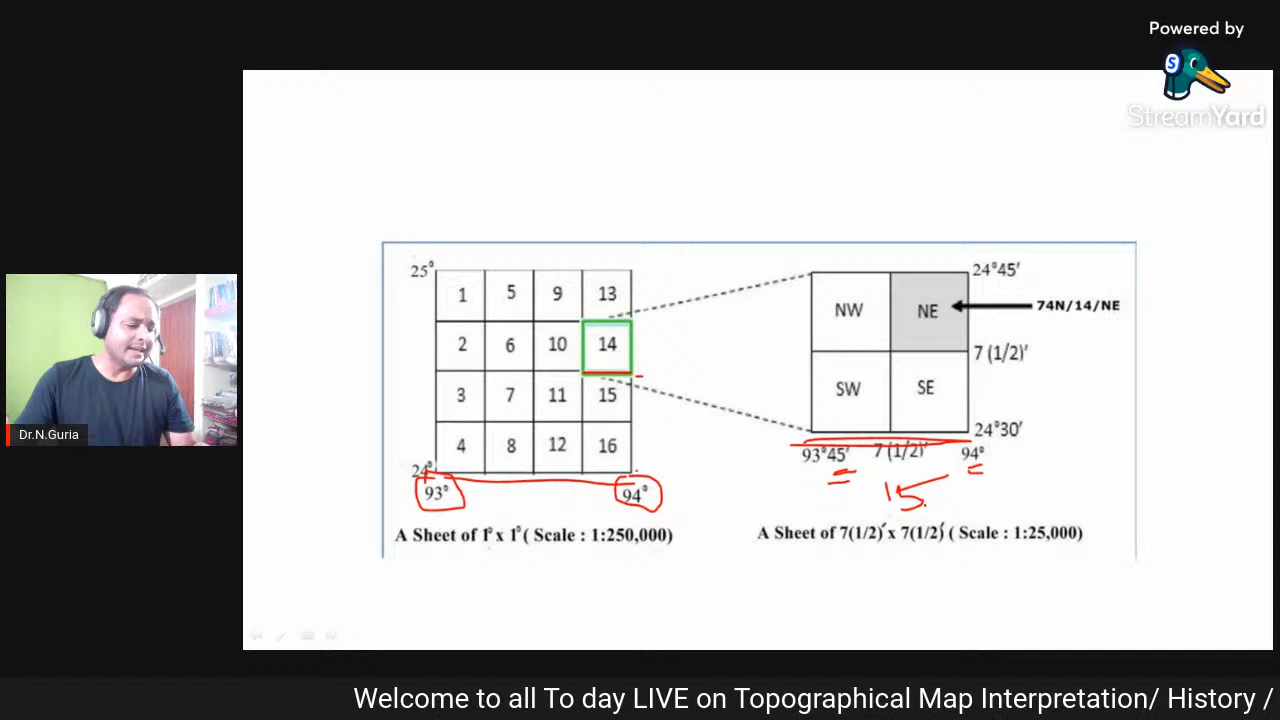 Powered by
S
StreamYard
25°
1 5 9 13
2 6 10 14
3 7 11 15
4 8 12 16
24°
93° 94°
A Sheet of 1° x 1° ( Scale : 1:250,000)
NW NE
SW SE
24°45′
74N/14/NE
7 (1/2)′
24°30′
93°45′ 7 (1/2)′ 94°
15
A Sheet of 7(1/2)′ x 7(1/2)′ ( Scale : 1:25,000)
Dr.N.Guria
Welcome to all To day LIVE on Topographical Map Interpretation/ History /